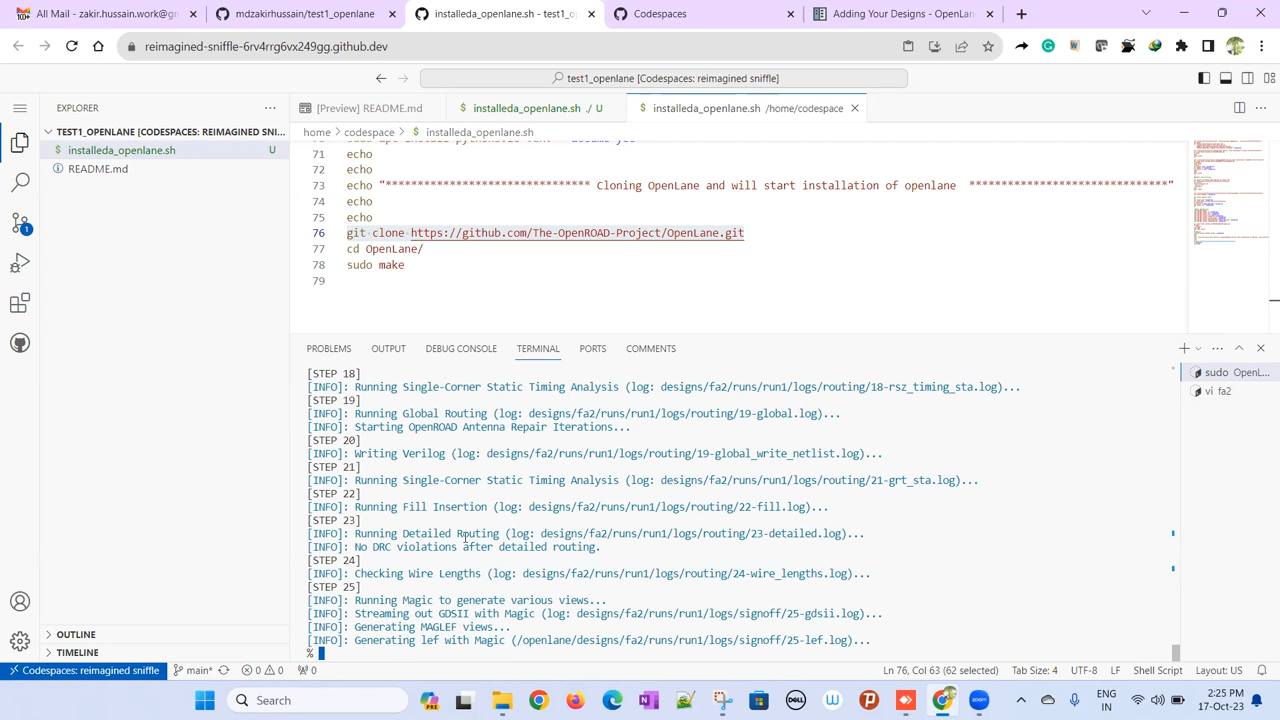 All Mail - zakir.hussain.work@gm
mdzakirhussain/test1_openlane
installeda_openlane.sh - test1_o
Codespaces
Adding Your Designs - OpenLan
reimagined-sniffle-6rv4rrg6vx249gg.github.dev
test1_openlane [Codespaces: reimagined sniffle]
EXPLORER
TEST1_OPENLANE [CODESPACES: REIMAGINED SNI...
installeda_openlane.sh U
README.md
[Preview] README.md
installeda_openlane.sh ./ U
installeda_openlane.sh /home/codespace
home > codespace > installeda_openlane.sh
71 echo
72 echo
73 echo "******************************** Cloning OpenLane and will start installation of openlane *******************************"
74 echo
75 echo
76 git clone https://github.com/The-OpenROAD-Project/OpenLane.git
77 cd OpenLane/
78 sudo make
79
PROBLEMS OUTPUT DEBUG CONSOLE TERMINAL PORTS COMMENTS
[STEP 18]
[INFO]: Running Single-Corner Static Timing Analysis (log: designs/fa2/runs/run1/logs/routing/18-rsz_timing_sta.log)...
[STEP 19]
[INFO]: Running Global Routing (log: designs/fa2/runs/run1/logs/routing/19-global.log)...
[INFO]: Starting OpenROAD Antenna Repair Iterations...
[STEP 20]
[INFO]: Writing Verilog (log: designs/fa2/runs/run1/logs/routing/19-global_write_netlist.log)...
[STEP 21]
[INFO]: Running Single-Corner Static Timing Analysis (log: designs/fa2/runs/run1/logs/routing/21-grt_sta.log)...
[STEP 22]
[INFO]: Running Fill Insertion (log: designs/fa2/runs/run1/logs/routing/22-fill.log)...
[STEP 23]
[INFO]: Running Detailed Routing (log: designs/fa2/runs/run1/logs/routing/23-detailed.log)...
[INFO]: No DRC violations after detailed routing.
[STEP 24]
[INFO]: Checking Wire Lengths (log: designs/fa2/runs/run1/logs/routing/24-wire_lengths.log)...
[STEP 25]
[INFO]: Running Magic to generate various views...
[INFO]: Streaming out GDSII with Magic (log: designs/fa2/runs/run1/logs/signoff/25-gdsii.log)...
[INFO]: Generating MAGLEF views...
[INFO]: Generating lef with Magic (/openlane/designs/fa2/runs/run1/logs/signoff/25-lef.log)...
%
sudo OpenL...
vi fa2
OUTLINE
TIMELINE
Codespaces: reimagined sniffle main* 0 0 0
Ln 76, Col 63 (62 selected) Tab Size: 4 UTF-8 LF Shell Script Layout: US
Search
ENG
IN
2:25 PM
17-Oct-23